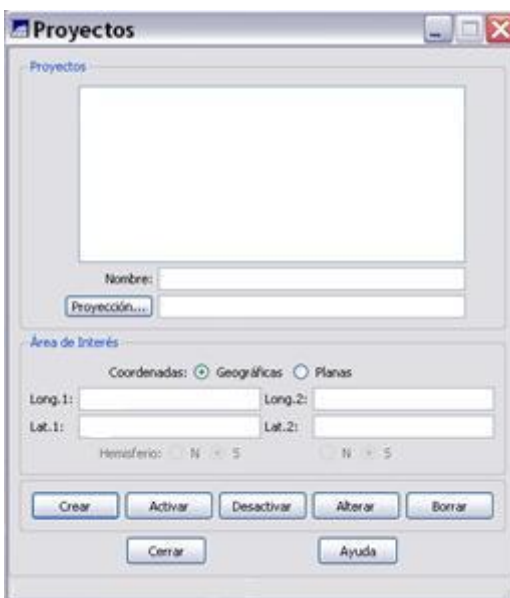 Proyectos
Proyectos
Nombre:
Proyección...
Área de Interés
Coordenadas: Geográficas Planas
Long.1: Long.2:
Lat.1: Lat.2:
Hemisferio: N S N S
Crear Activar Desactivar Alterar Borrar
Cerrar Ayuda